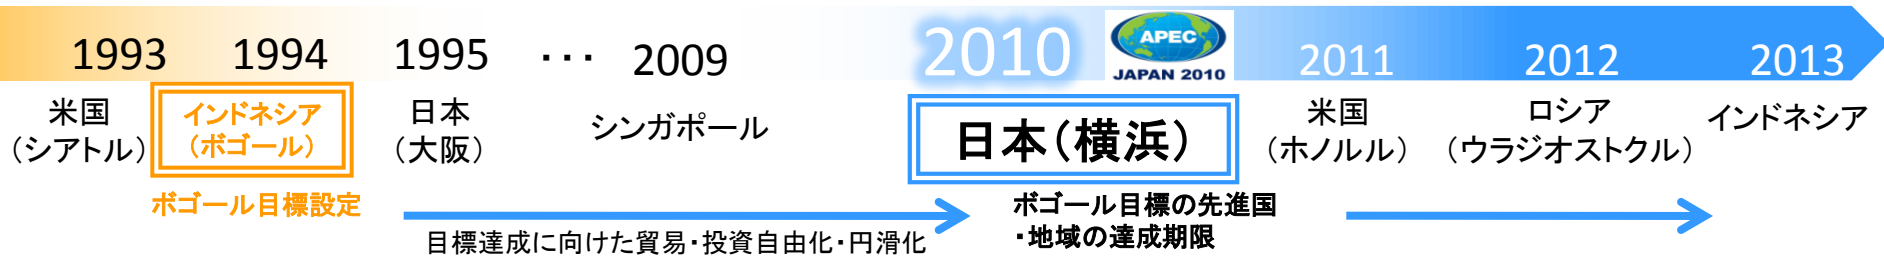 1993 1994 1995 ・・・ 2009 2010 APEC JAPAN 2010 2011 2012 2013
米国
（シアトル）
インドネシア
（ボゴール）
日本
（大阪）
シンガポール
日本（横浜）
米国
（ホノルル）
ロシア
（ウラジオストクル）
インドネシア
ボゴール目標設定
目標達成に向けた貿易・投資自由化・円滑化
ボゴール目標の先進国
・地域の達成期限